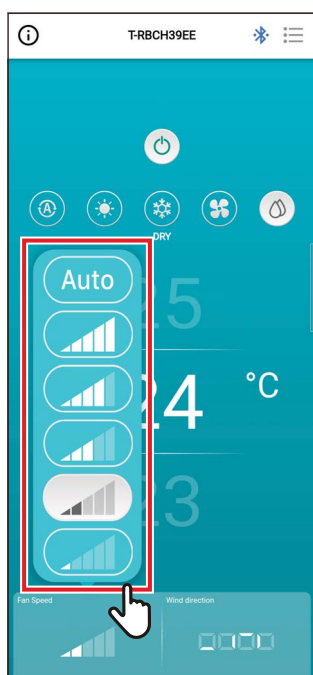 T-RBCH39EE
A
DRY
Auto
25
24 °C
23
Fan Speed
Wind direction